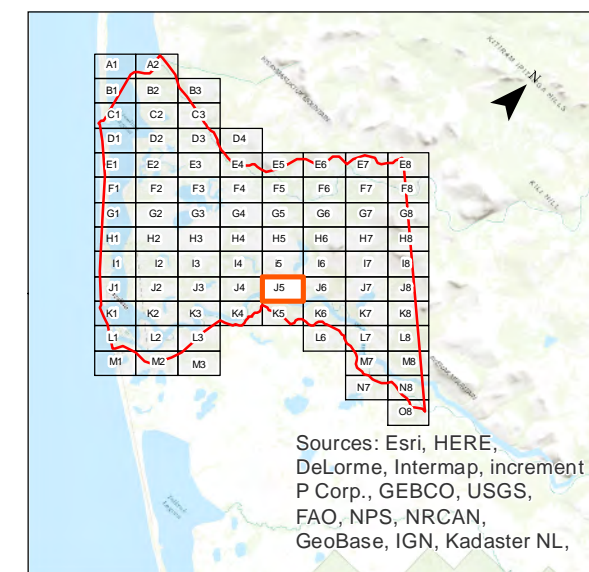 N
A1 A2
B1 B2 B3
C1 C2 C3
D1 D2 D3 D4
E1 E2 E3 E4 E5 E6 E7 E8
F1 F2 F3 F4 F5 F6 F7 F8
G1 G2 G3 G4 G5 G6 G7 G8
H1 H2 H3 H4 H5 H6 H7 H8
I1 I2 I3 I4 i5 I6 I7 I8
J1 J2 J3 J4 J5 J6 J7 J8
K1 K2 K3 K4 K5 K6 K7 K8
L1 L2 L3 L6 L7 L8
M1 M2 M3 M7 M8
N7 N8
O8
Sources: Esri, HERE,
DeLorme, Intermap, increment
P Corp., GEBCO, USGS,
FAO, NPS, NRCAN,
GeoBase, IGN, Kadaster NL,